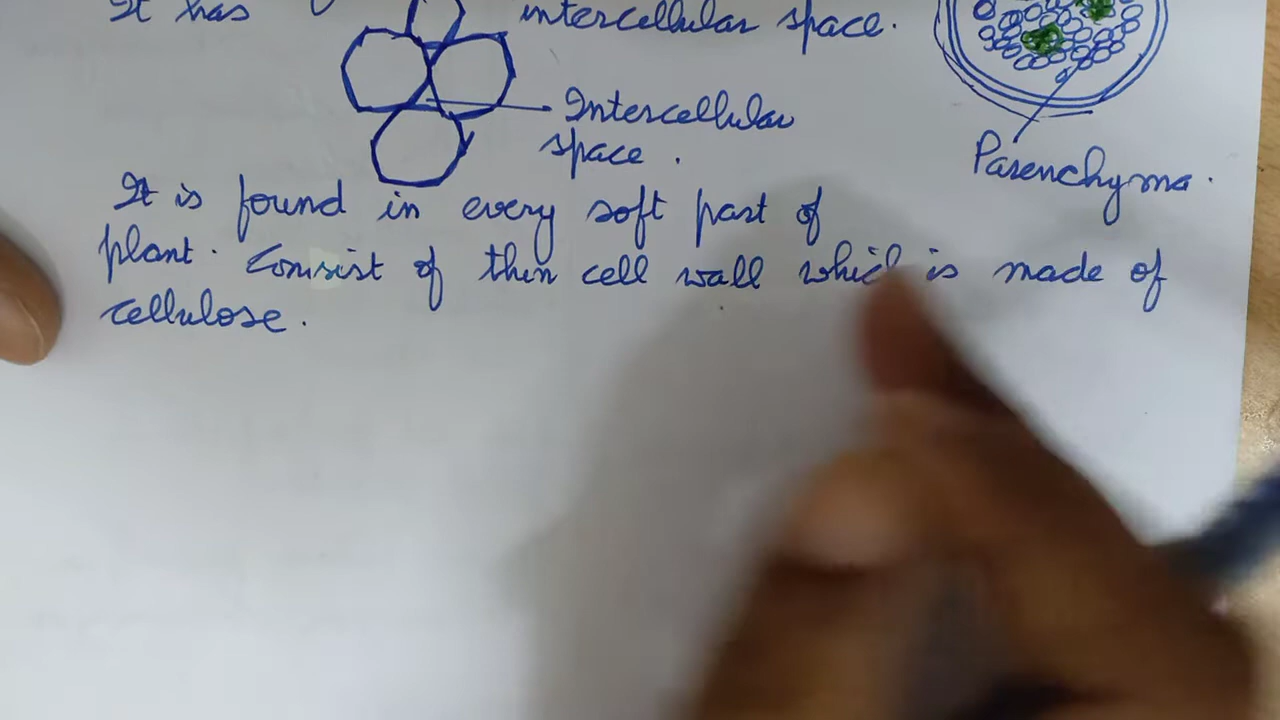 It has
intercellular space.
Intercellular
space.
Parenchyma.
It is found in every soft part of
plant. Consist of thin cell wall which is made of
cellulose.